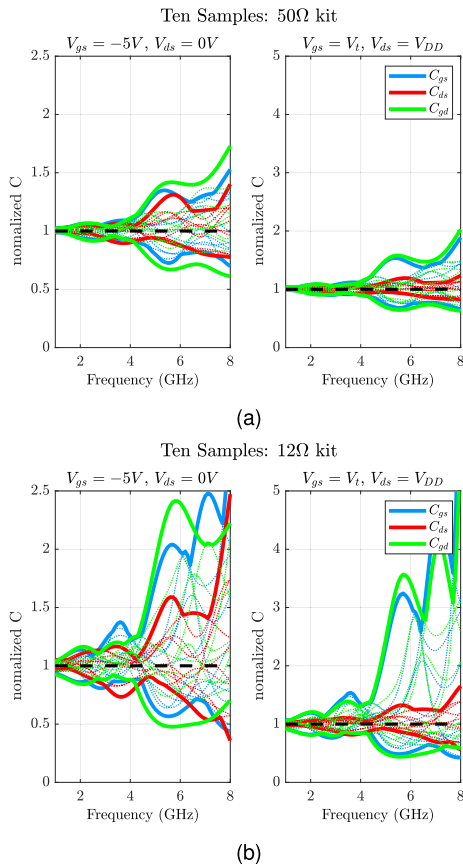 Ten Samples: 50Ω kit
V_gs = −5V, V_ds = 0V
V_gs = V_t, V_ds = V_DD
nomalized C
2.5
2
1.5
1
0.5
0
2 4 6 8
Frequency (GHz)
nomalized C
5
4
3
2
1
0
2 4 6 8
Frequency (GHz)
C_gs
C_ds
C_gd
(a)
Ten Samples: 12Ω kit
V_gs = −5V, V_ds = 0V
V_gs = V_t, V_ds = V_DD
nomalized C
2.5
2
1.5
1
0.5
0
2 4 6 8
Frequency (GHz)
nomalized C
5
4
3
2
1
0
2 4 6 8
Frequency (GHz)
C_gs
C_ds
C_gd
(b)